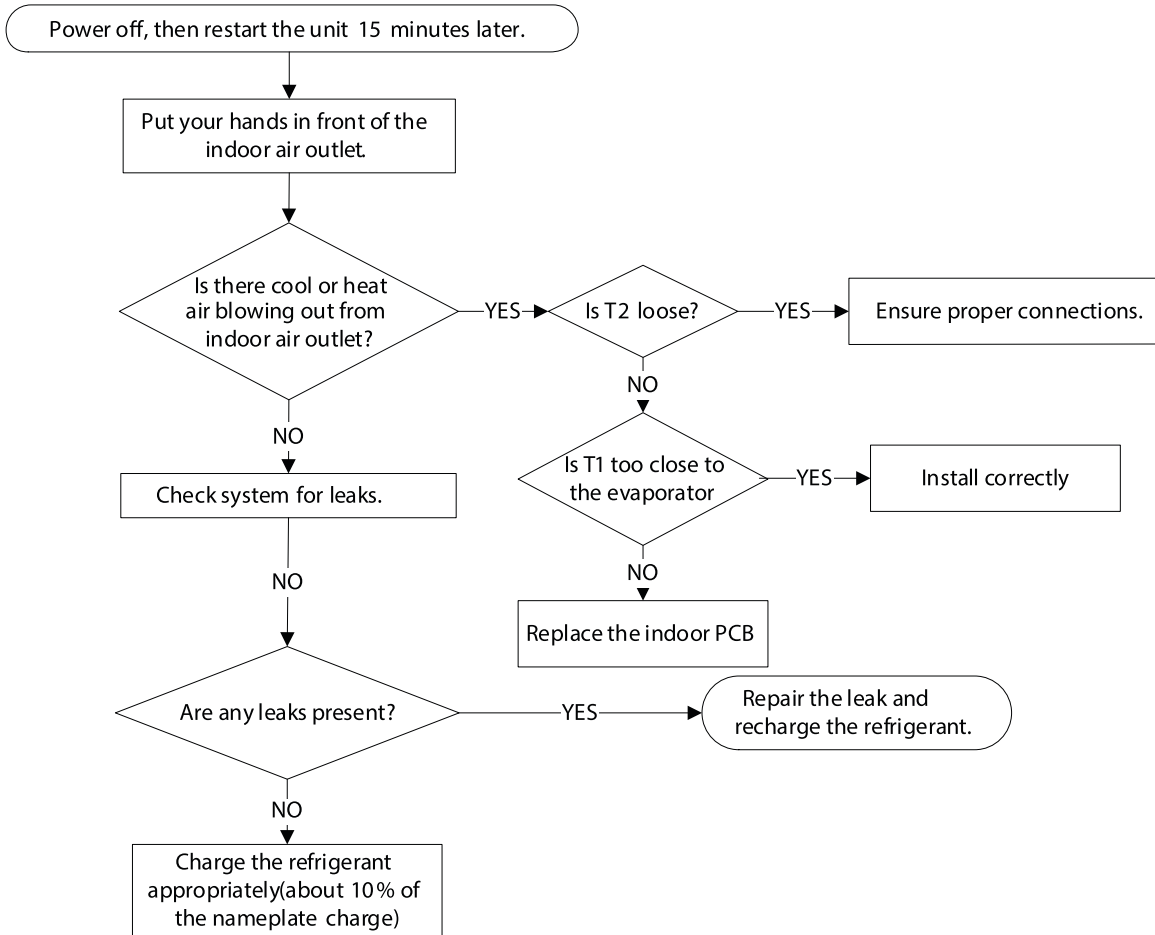 Power off, then restart the unit 15 minutes later.
Put your hands in front of the
indoor air outlet.
Is there cool or heat
air blowing out from
indoor air outlet?
YES
Is T2 loose?
YES
Ensure proper connections.
NO
Is T1 too close to
the evaporator
YES
Install correctly
NO
Replace the indoor PCB
NO
Check system for leaks.
NO
Are any leaks present?
YES
Repair the leak and
recharge the refrigerant.
NO
Charge the refrigerant
appropriately(about 10% of
the nameplate charge)